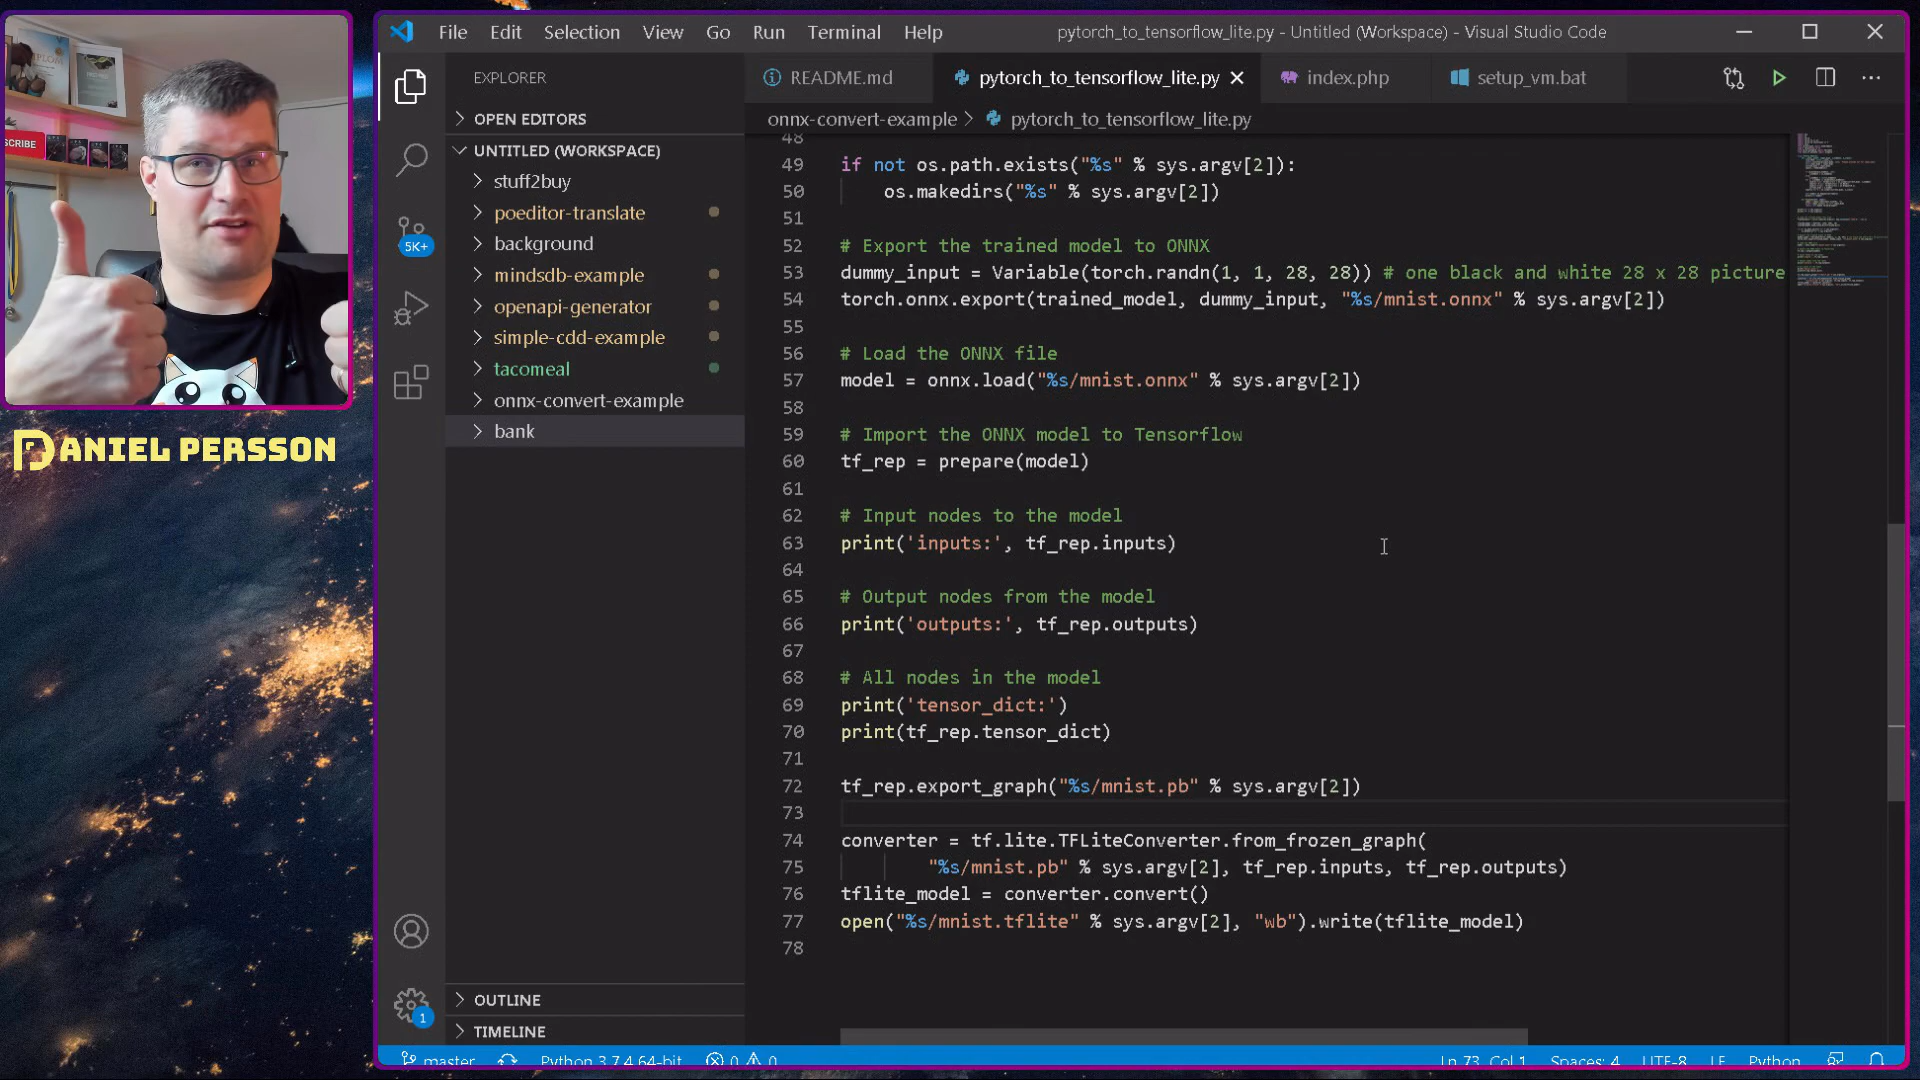 SCRIBE
DANIEL PERSSON
File Edit Selection View Go Run Terminal Help
pytorch_to_tensorflow_lite.py - Untitled (Workspace) - Visual Studio Code
EXPLORER
OPEN EDITORS
UNTITLED (WORKSPACE)
stuff2buy
poeditor-translate
background
mindsdb-example
openapi-generator
simple-cdd-example
tacomeal
onnx-convert-example
bank
OUTLINE
TIMELINE
5K+
1
README.md pytorch_to_tensorflow_lite.py index.php setup_vm.bat
onnx-convert-example > pytorch_to_tensorflow_lite.py
48
49 if not os.path.exists("%s" % sys.argv[2]):
50 os.makedirs("%s" % sys.argv[2])
51
52 # Export the trained model to ONNX
53 dummy_input = Variable(torch.randn(1, 1, 28, 28)) # one black and white 28 x 28 picture
54 torch.onnx.export(trained_model, dummy_input, "%s/mnist.onnx" % sys.argv[2])
55
56 # Load the ONNX file
57 model = onnx.load("%s/mnist.onnx" % sys.argv[2])
58
59 # Import the ONNX model to Tensorflow
60 tf_rep = prepare(model)
61
62 # Input nodes to the model
63 print('inputs:', tf_rep.inputs)
64
65 # Output nodes from the model
66 print('outputs:', tf_rep.outputs)
67
68 # All nodes in the model
69 print('tensor_dict:')
70 print(tf_rep.tensor_dict)
71
72 tf_rep.export_graph("%s/mnist.pb" % sys.argv[2])
73
74 converter = tf.lite.TFLiteConverter.from_frozen_graph(
75 "%s/mnist.pb" % sys.argv[2], tf_rep.inputs, tf_rep.outputs)
76 tflite_model = converter.convert()
77 open("%s/mnist.tflite" % sys.argv[2], "wb").write(tflite_model)
78
master Python 3.7.4 64-bit 0 0 Ln 73, Col 1 Spaces: 4 UTF-8 LF Python